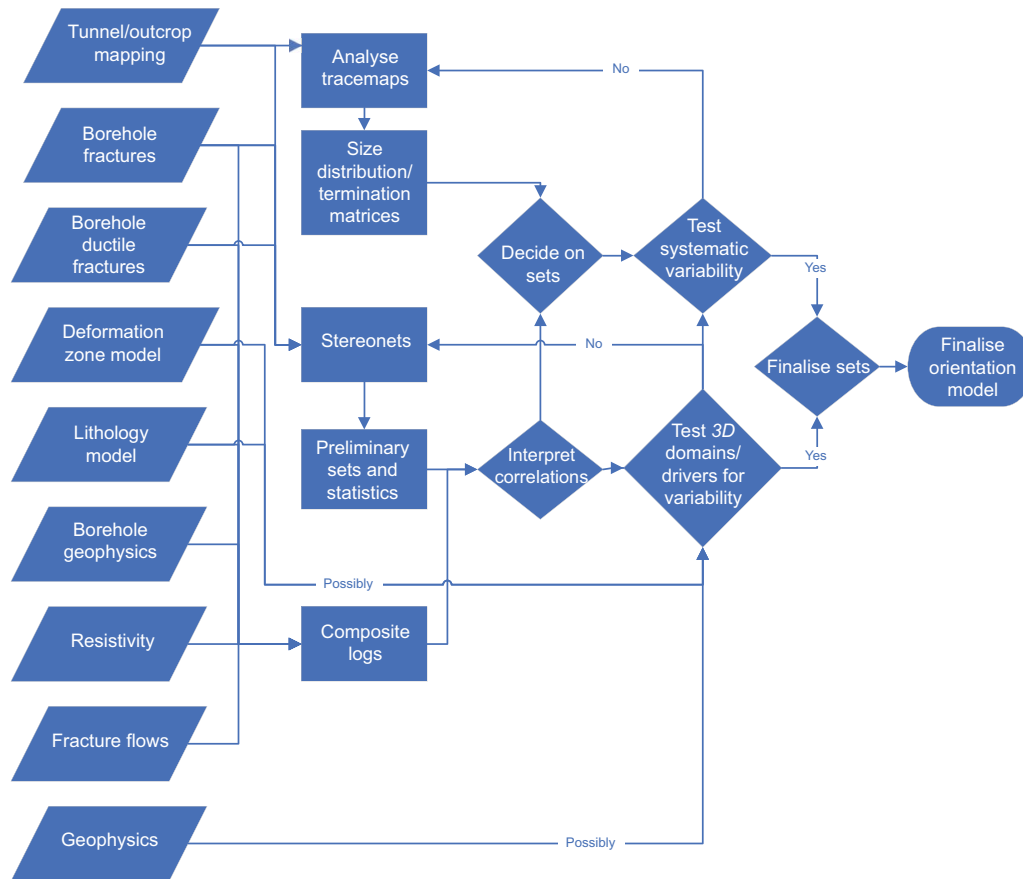 Tunnel/outcrop
mapping
Borehole
fractures
Borehole
ductile
fractures
Deformation
zone model
Lithology
model
Borehole
geophysics
Resistivity
Fracture flows
Geophysics
Analyse
tracemaps
Size
distribution/
termination
matrices
Stereonets
Preliminary
sets and
statistics
Composite
logs
Decide on
sets
Interpret
correlations
Test
systematic
variability
Test 3D
domains/
drivers for
variability
No
No
Possibly
Possibly
Yes
Yes
Finalise sets
Finalise
orientation
model